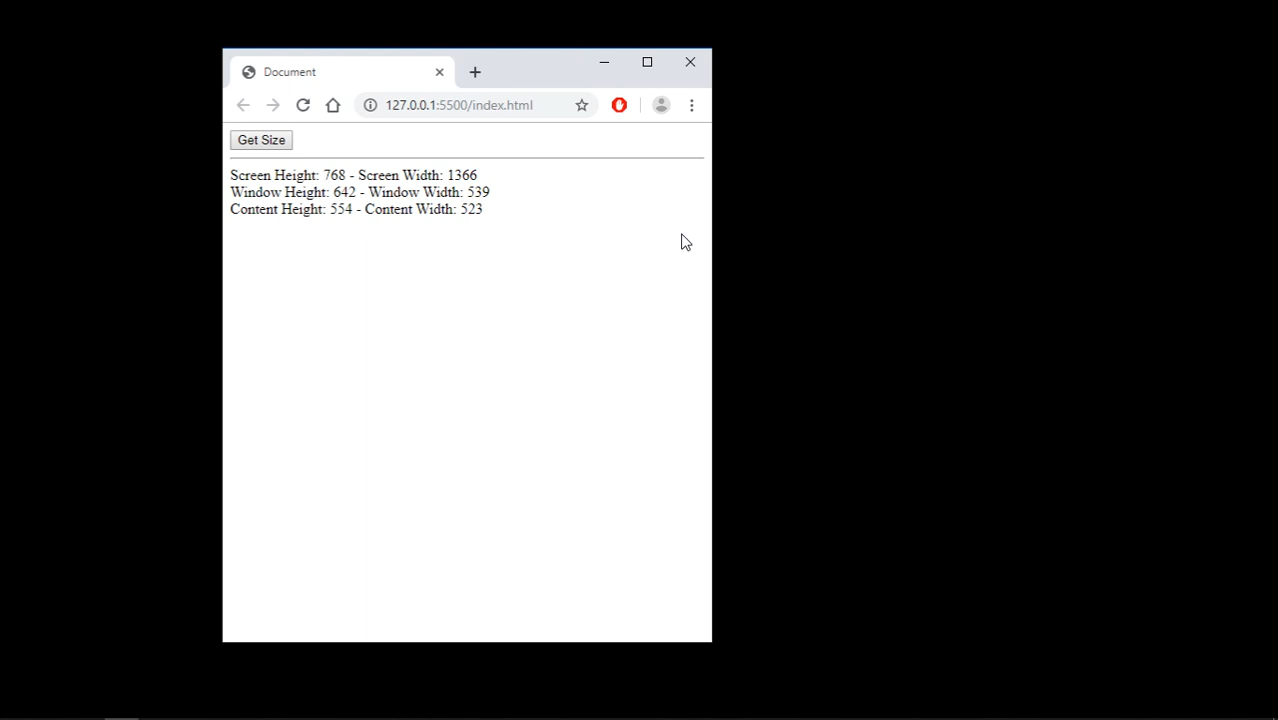 Document
127.0.0.1:5500/index.html
Get Size
Screen Height: 768 - Screen Width: 1366
Window Height: 642 - Window Width: 539
Content Height: 554 - Content Width: 523